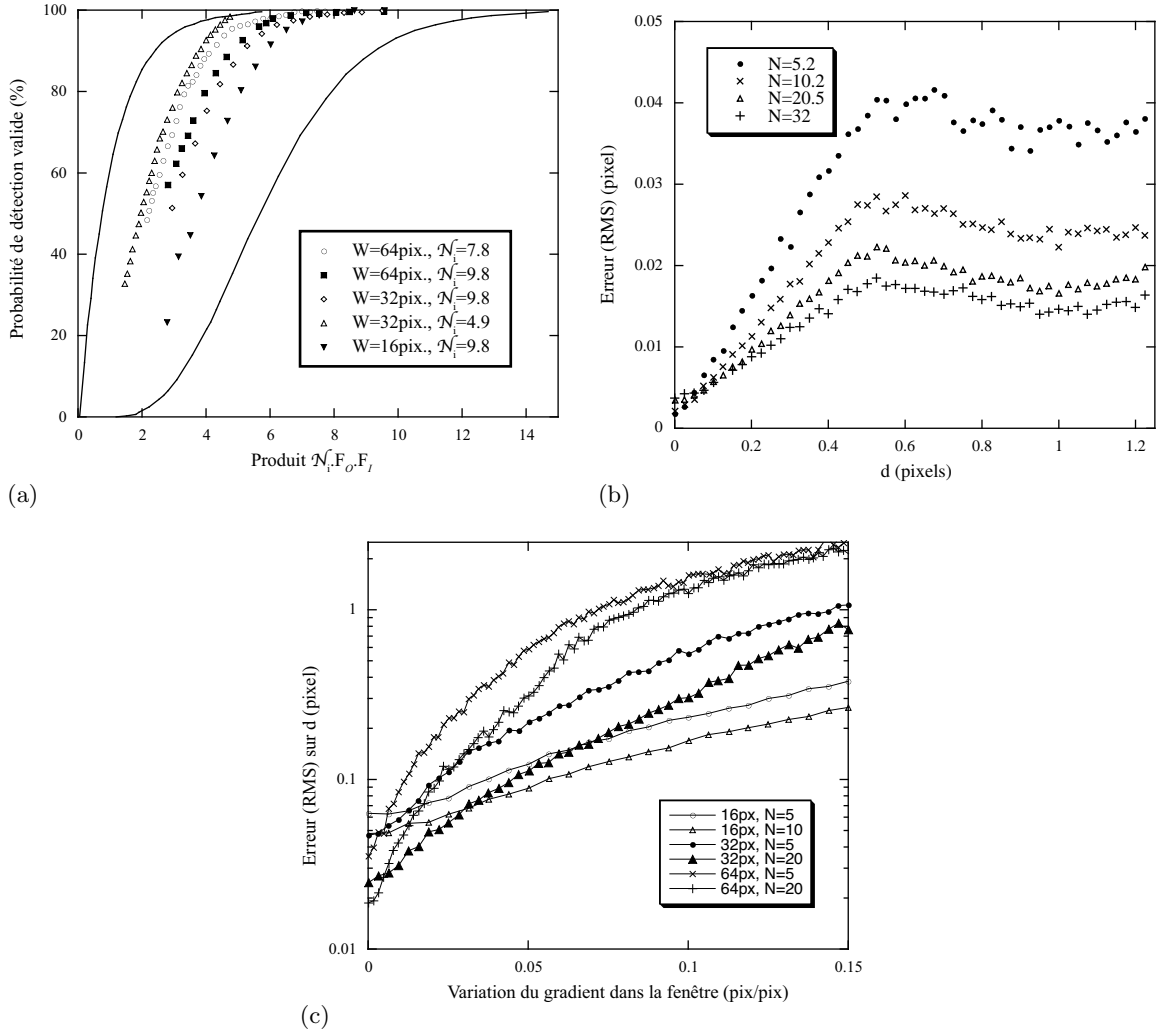 100
80
60
40
20
0
Probabilité de détection valide (%)
W=64pix., 𝒩i=7.8
W=64pix., 𝒩i=9.8
W=32pix., 𝒩i=9.8
W=32pix., 𝒩i=4.9
W=16pix., 𝒩i=9.8
0 2 4 6 8 10 12 14
Produit 𝒩i.FO.FI
(a)
0.05
0.04
0.03
0.02
0.01
0
Erreur (RMS) (pixel)
N=5.2
N=10.2
N=20.5
N=32
0 0.2 0.4 0.6 0.8 1 1.2
d (pixels)
(b)
1
0.1
0.01
Erreur (RMS) sur d (pixel)
16px, N=5
16px, N=10
32px, N=5
32px, N=20
64px, N=5
64px, N=20
0 0.05 0.1 0.15
Variation du gradient dans la fenêtre (pix/pix)
(c)